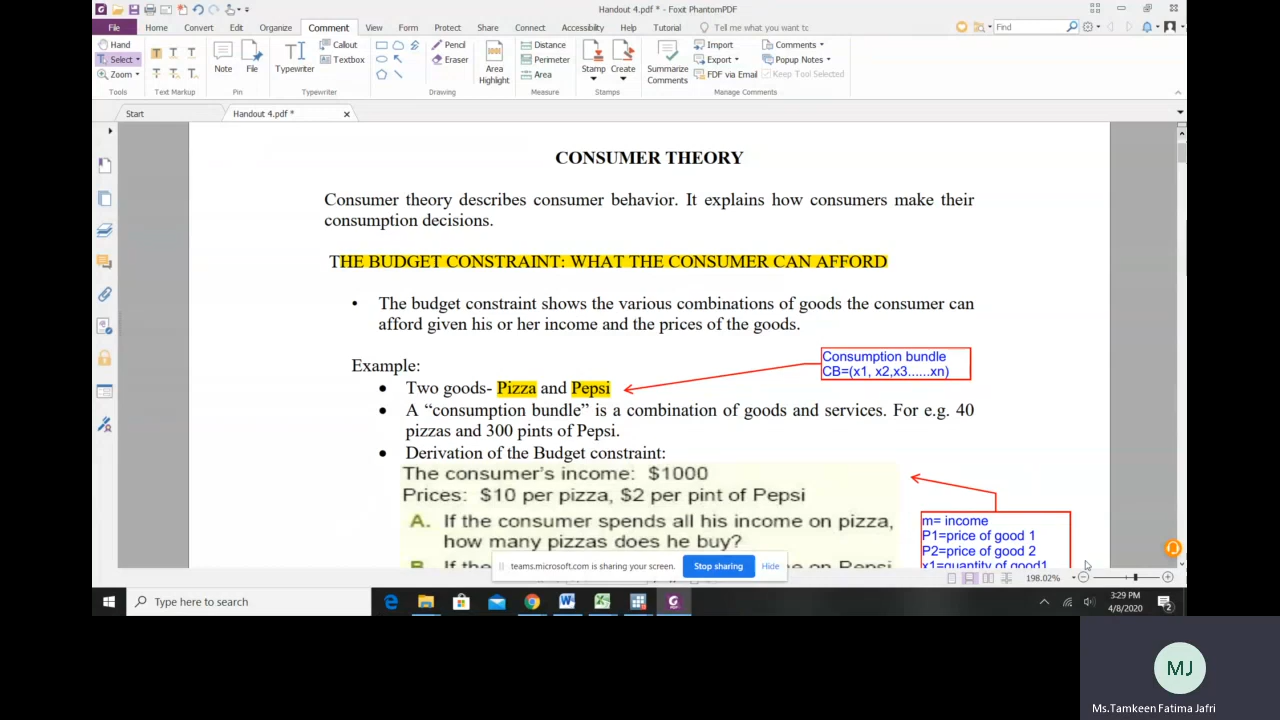 Handout 4.pdf * - Foxit PhantomPDF
File Home Convert Edit Organize Comment View Form Protect Share Connect Accessibility Help Tutorial Tell me what you want... Find
Hand
Select
Zoom
Tools
Text Markup
Note
File
Pin
Typewriter
Callout
Textbox
Typewriter
Pencil
Eraser
Drawing
Area
Highlight
Distance
Perimeter
Area
Measure
Stamp
Create
Stamps
Summarize
Comments
Import
Export
FDF via Email
Comments
Popup Notes
Keep Tool Selected
Manage Comments
Start
Handout 4.pdf *
CONSUMER THEORY
Consumer theory describes consumer behavior. It explains how consumers make their
consumption decisions.
THE BUDGET CONSTRAINT: WHAT THE CONSUMER CAN AFFORD
• The budget constraint shows the various combinations of goods the consumer can
afford given his or her income and the prices of the goods.
Consumption bundle
CB=(x1, x2,x3......xn)
Example:
• Two goods- Pizza and Pepsi
• A “consumption bundle” is a combination of goods and services. For e.g. 40
pizzas and 300 pints of Pepsi.
• Derivation of the Budget constraint:
The consumer's income: $1000
Prices: $10 per pizza, $2 per pint of Pepsi
A. If the consumer spends all his income on pizza,
how many pizzas does he buy?
m= income
P1=price of good 1
P2=price of good 2
x1=quantity of good1
teams.microsoft.com is sharing your screen. Stop sharing Hide
198.02%
Type here to search
3:29 PM
4/8/2020
2
MJ
Ms.Tamkeen Fatima Jafri